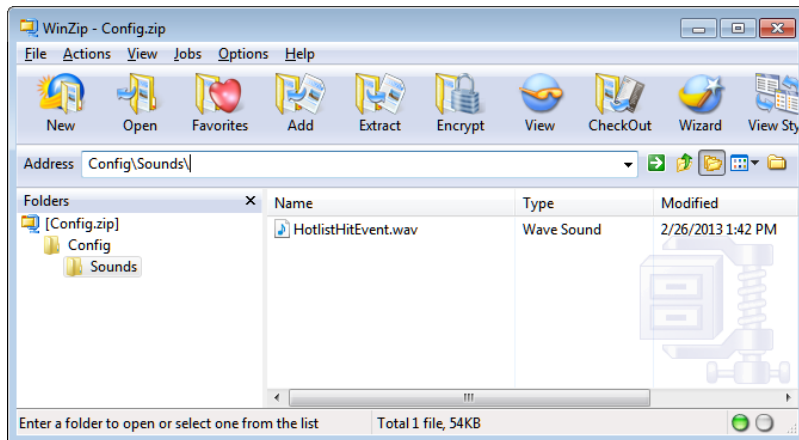 WinZip - Config.zip
File Actions View Jobs Options Help
New Open Favorites Add Extract Encrypt View CheckOut Wizard View Sty
Address Config\Sounds\
Folders x Name Type Modified
[Config.zip] HotlistHitEvent.wav Wave Sound 2/26/2013 1:42 PM
Config
Sounds
Enter a folder to open or select one from the list Total 1 file, 54KB